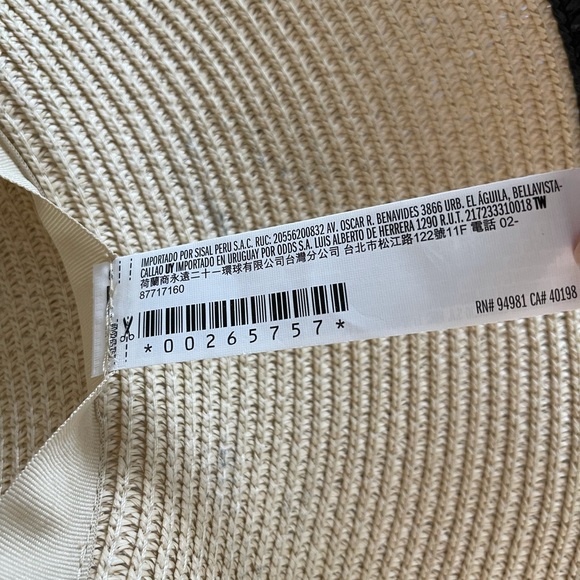 IMPORTADO POR SISAL PERU S.A.C. RUC: 20556200832 AV. OSCAR R. BENAVIDES 3866 URB. EL ÁGUILA, BELLAVISTA-
CALLAO UY IMPORTADO EN URUGUAY POR ODDS S.A. LUIS ALBERTO DE HERRERA 1290 R.U.T. 217233310018 TW
荷蘭商永遠二十一環球有限公司台灣分公司 台北市松江路122號11F 電話 02-
87717160
RN# 94981 CA# 40198
*00265757*